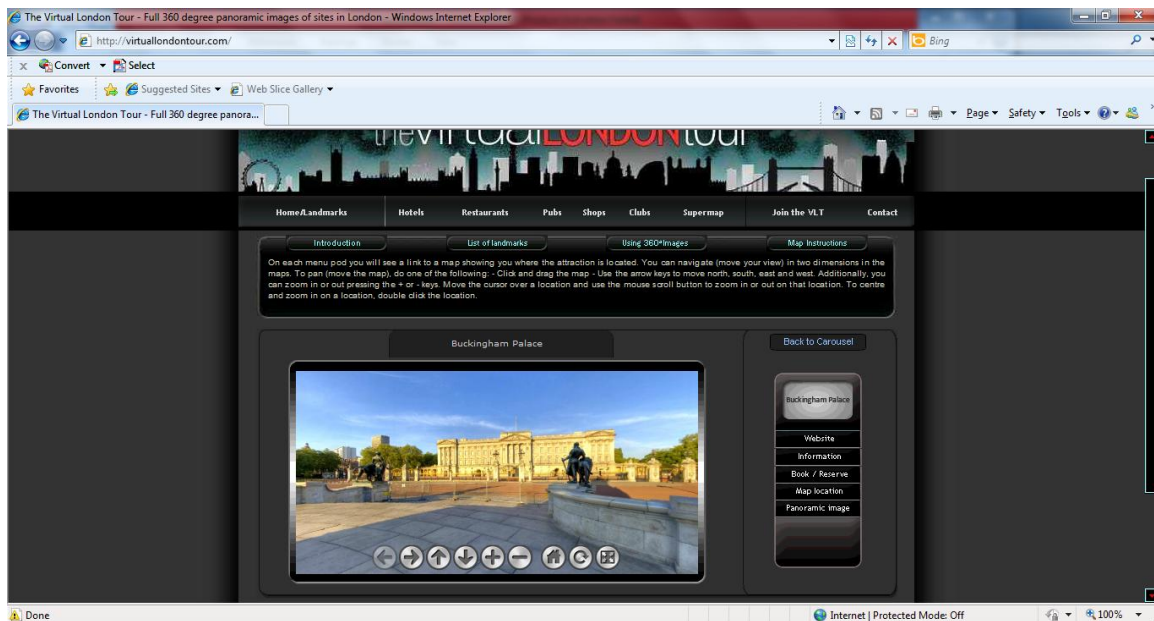 The Virtual London Tour - Full 360 degree panoramic images of sites in London - Windows Internet Explorer
http://virtuallondontour.com/
Bing
x Convert Select
Favorites Suggested Sites Web Slice Gallery
The Virtual London Tour - Full 360 degree panora...
Page Safety Tools
theVirtualLONDONtour
Home/Landmarks Hotels Restaurants Pubs Shops Clubs Supermap Join the VLT Contact
Introduction List of landmarks Using 360°Images Map Instructions
On each menu pod you will see a link to a map showing you where the attraction is located. You can navigate (move your view) in two dimensions in the
maps. To pan (move the map), do one of the following: - Click and drag the map - Use the arrow keys to move north, south, east and west. Additionally, you
can zoom in or out pressing the + or - keys. Move the cursor over a location and use the mouse scroll button to zoom in or out on that location. To centre
and zoom in on a location, double click the location.
Buckingham Palace
Back to Carousel
Buckingham Palace
Website
Information
Book / Reserve
Map location
Panoramic image
Done
Internet | Protected Mode: Off
100%